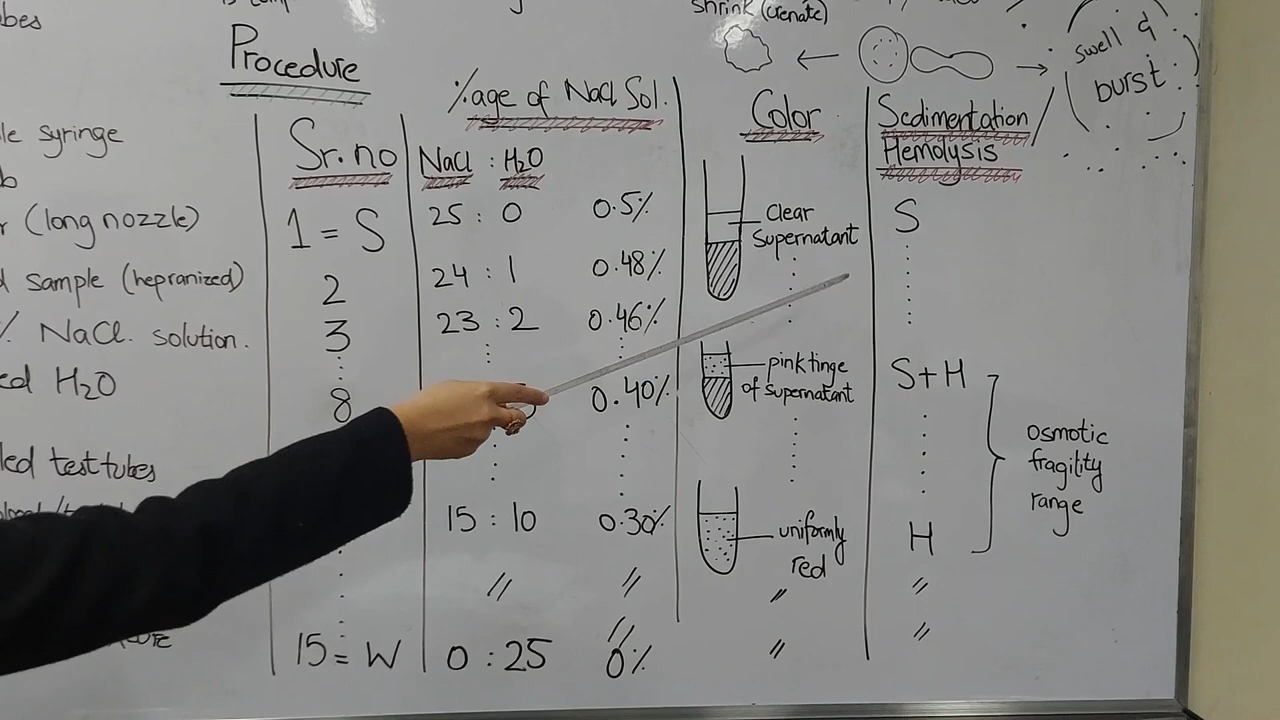 shrink (crenate)
swell &
burst
Procedure
%age of NaCl Sol.
Color
Sedimentation /
Hemolysis
Sr. no
NaCl : H₂O
1 = S
25 : 0
0.5%
clear
Supernatant
S
2
24 : 1
0.48%
3
23 : 2
0.46%
8
0.40%
pink tinge
of supernatant
S+H
osmotic
fragility
range
15 : 10
0.30%
uniformly
red
H
〃 〃 〃 〃
〃 〃 〃
15 = W
0 : 25
0%
syringe
(long nozzle)
sample (hepranized)
% NaCl. solution.
H₂O
test tubes